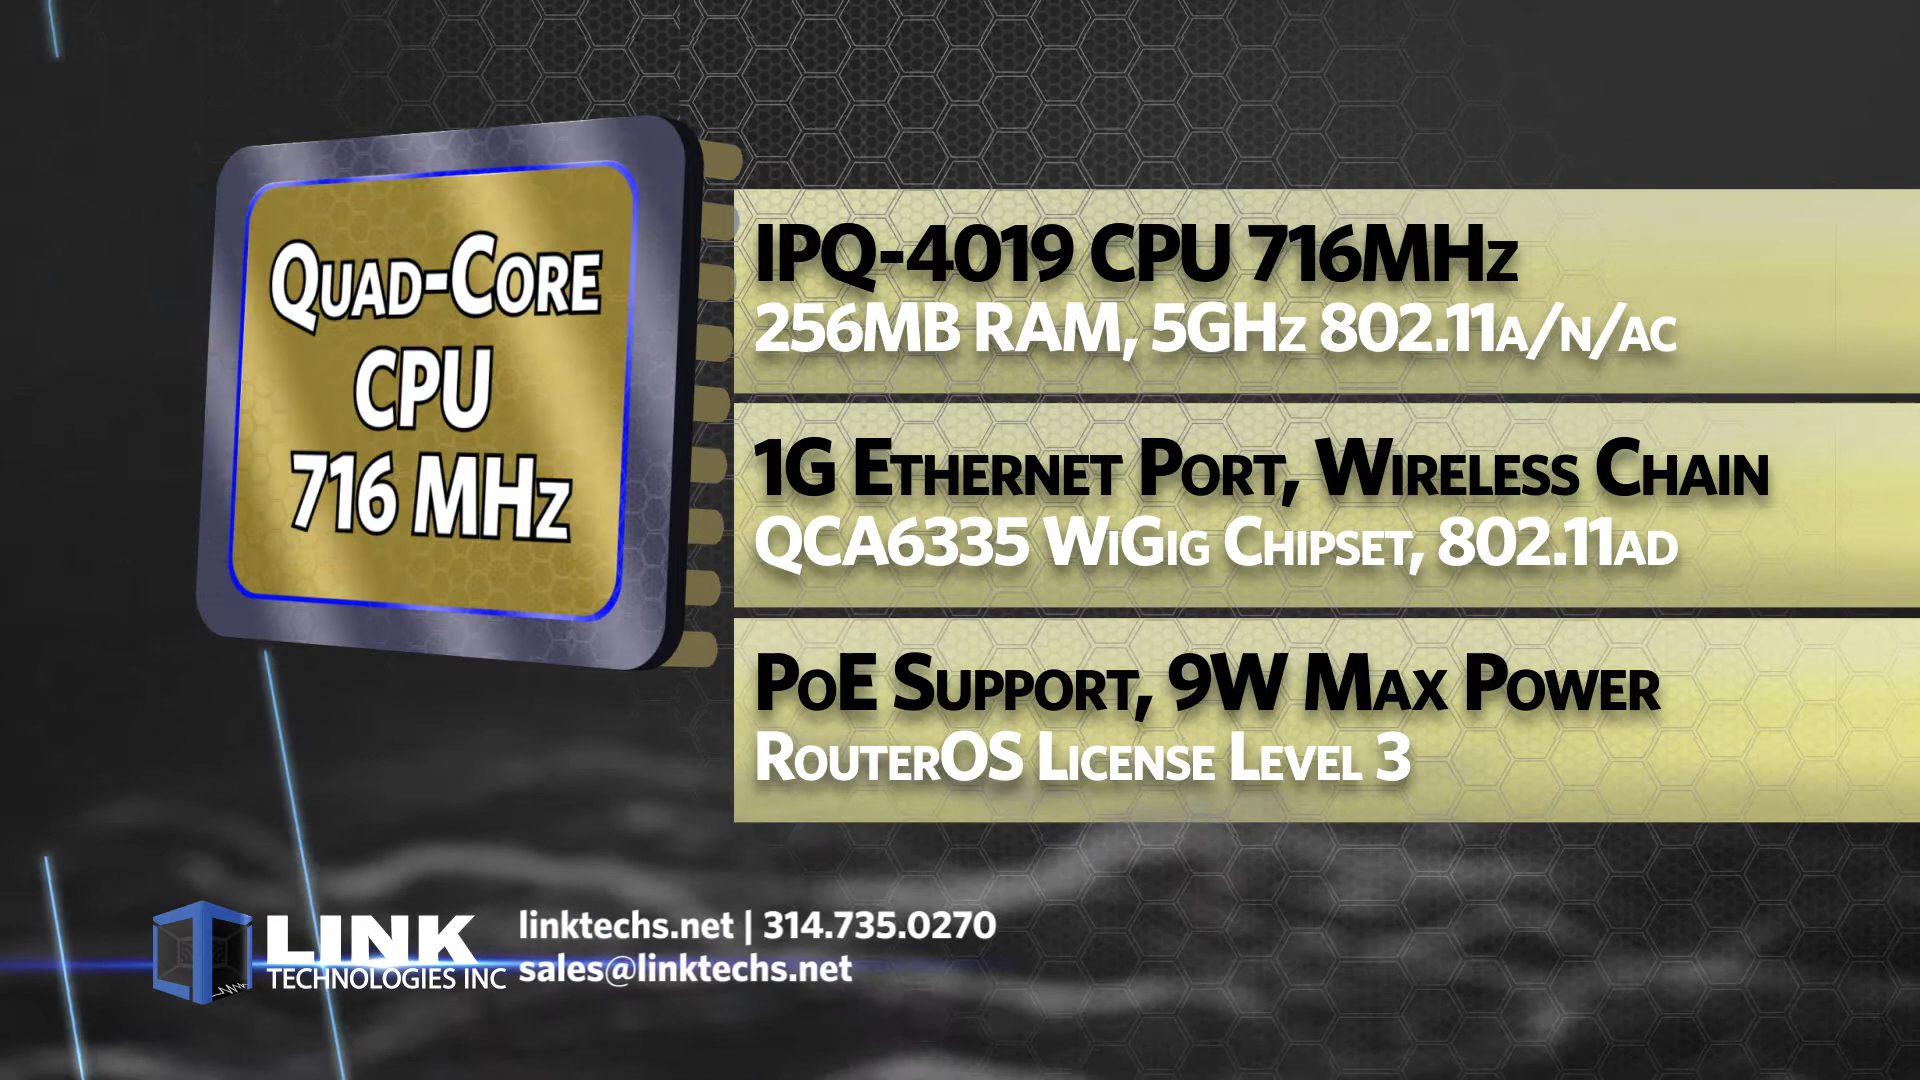 Quad-Core
CPU
716 MHz
IPQ-4019 CPU 716MHz
256MB RAM, 5GHz 802.11a/n/ac
1G Ethernet Port, Wireless Chain
QCA6335 WiGig Chipset, 802.11ad
PoE Support, 9W Max Power
RouterOS License Level 3
LINK
TECHNOLOGIES INC
linktechs.net | 314.735.0270
sales@linktechs.net